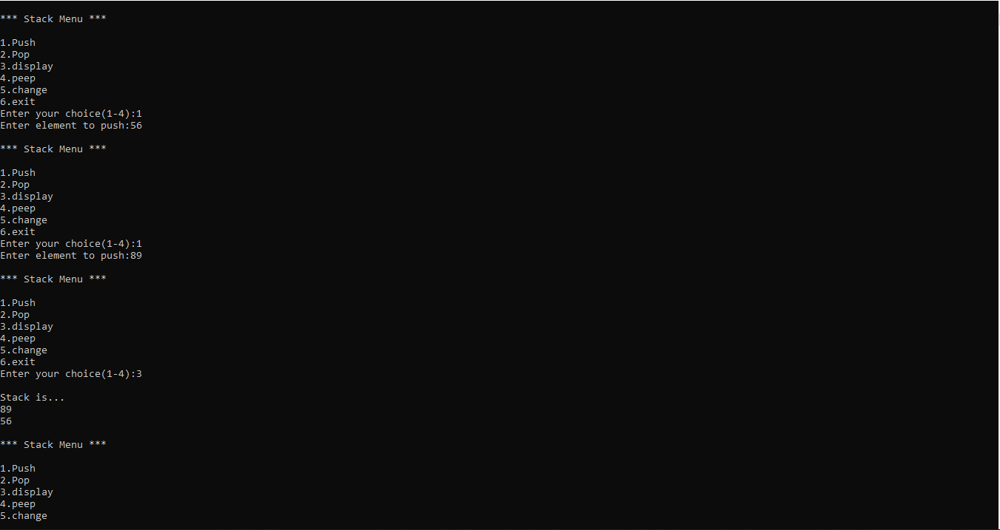 *** Stack Menu ***
1.Push
2.Pop
3.display
4.peep
5.change
6.exit
Enter your choice(1-4):1
Enter element to push:56
*** Stack Menu ***
1.Push
2.Pop
3.display
4.peep
5.change
6.exit
Enter your choice(1-4):1
Enter element to push:89
*** Stack Menu ***
1.Push
2.Pop
3.display
4.peep
5.change
6.exit
Enter your choice(1-4):3
Stack is...
89
56
*** Stack Menu ***
1.Push
2.Pop
3.display
4.peep
5.change